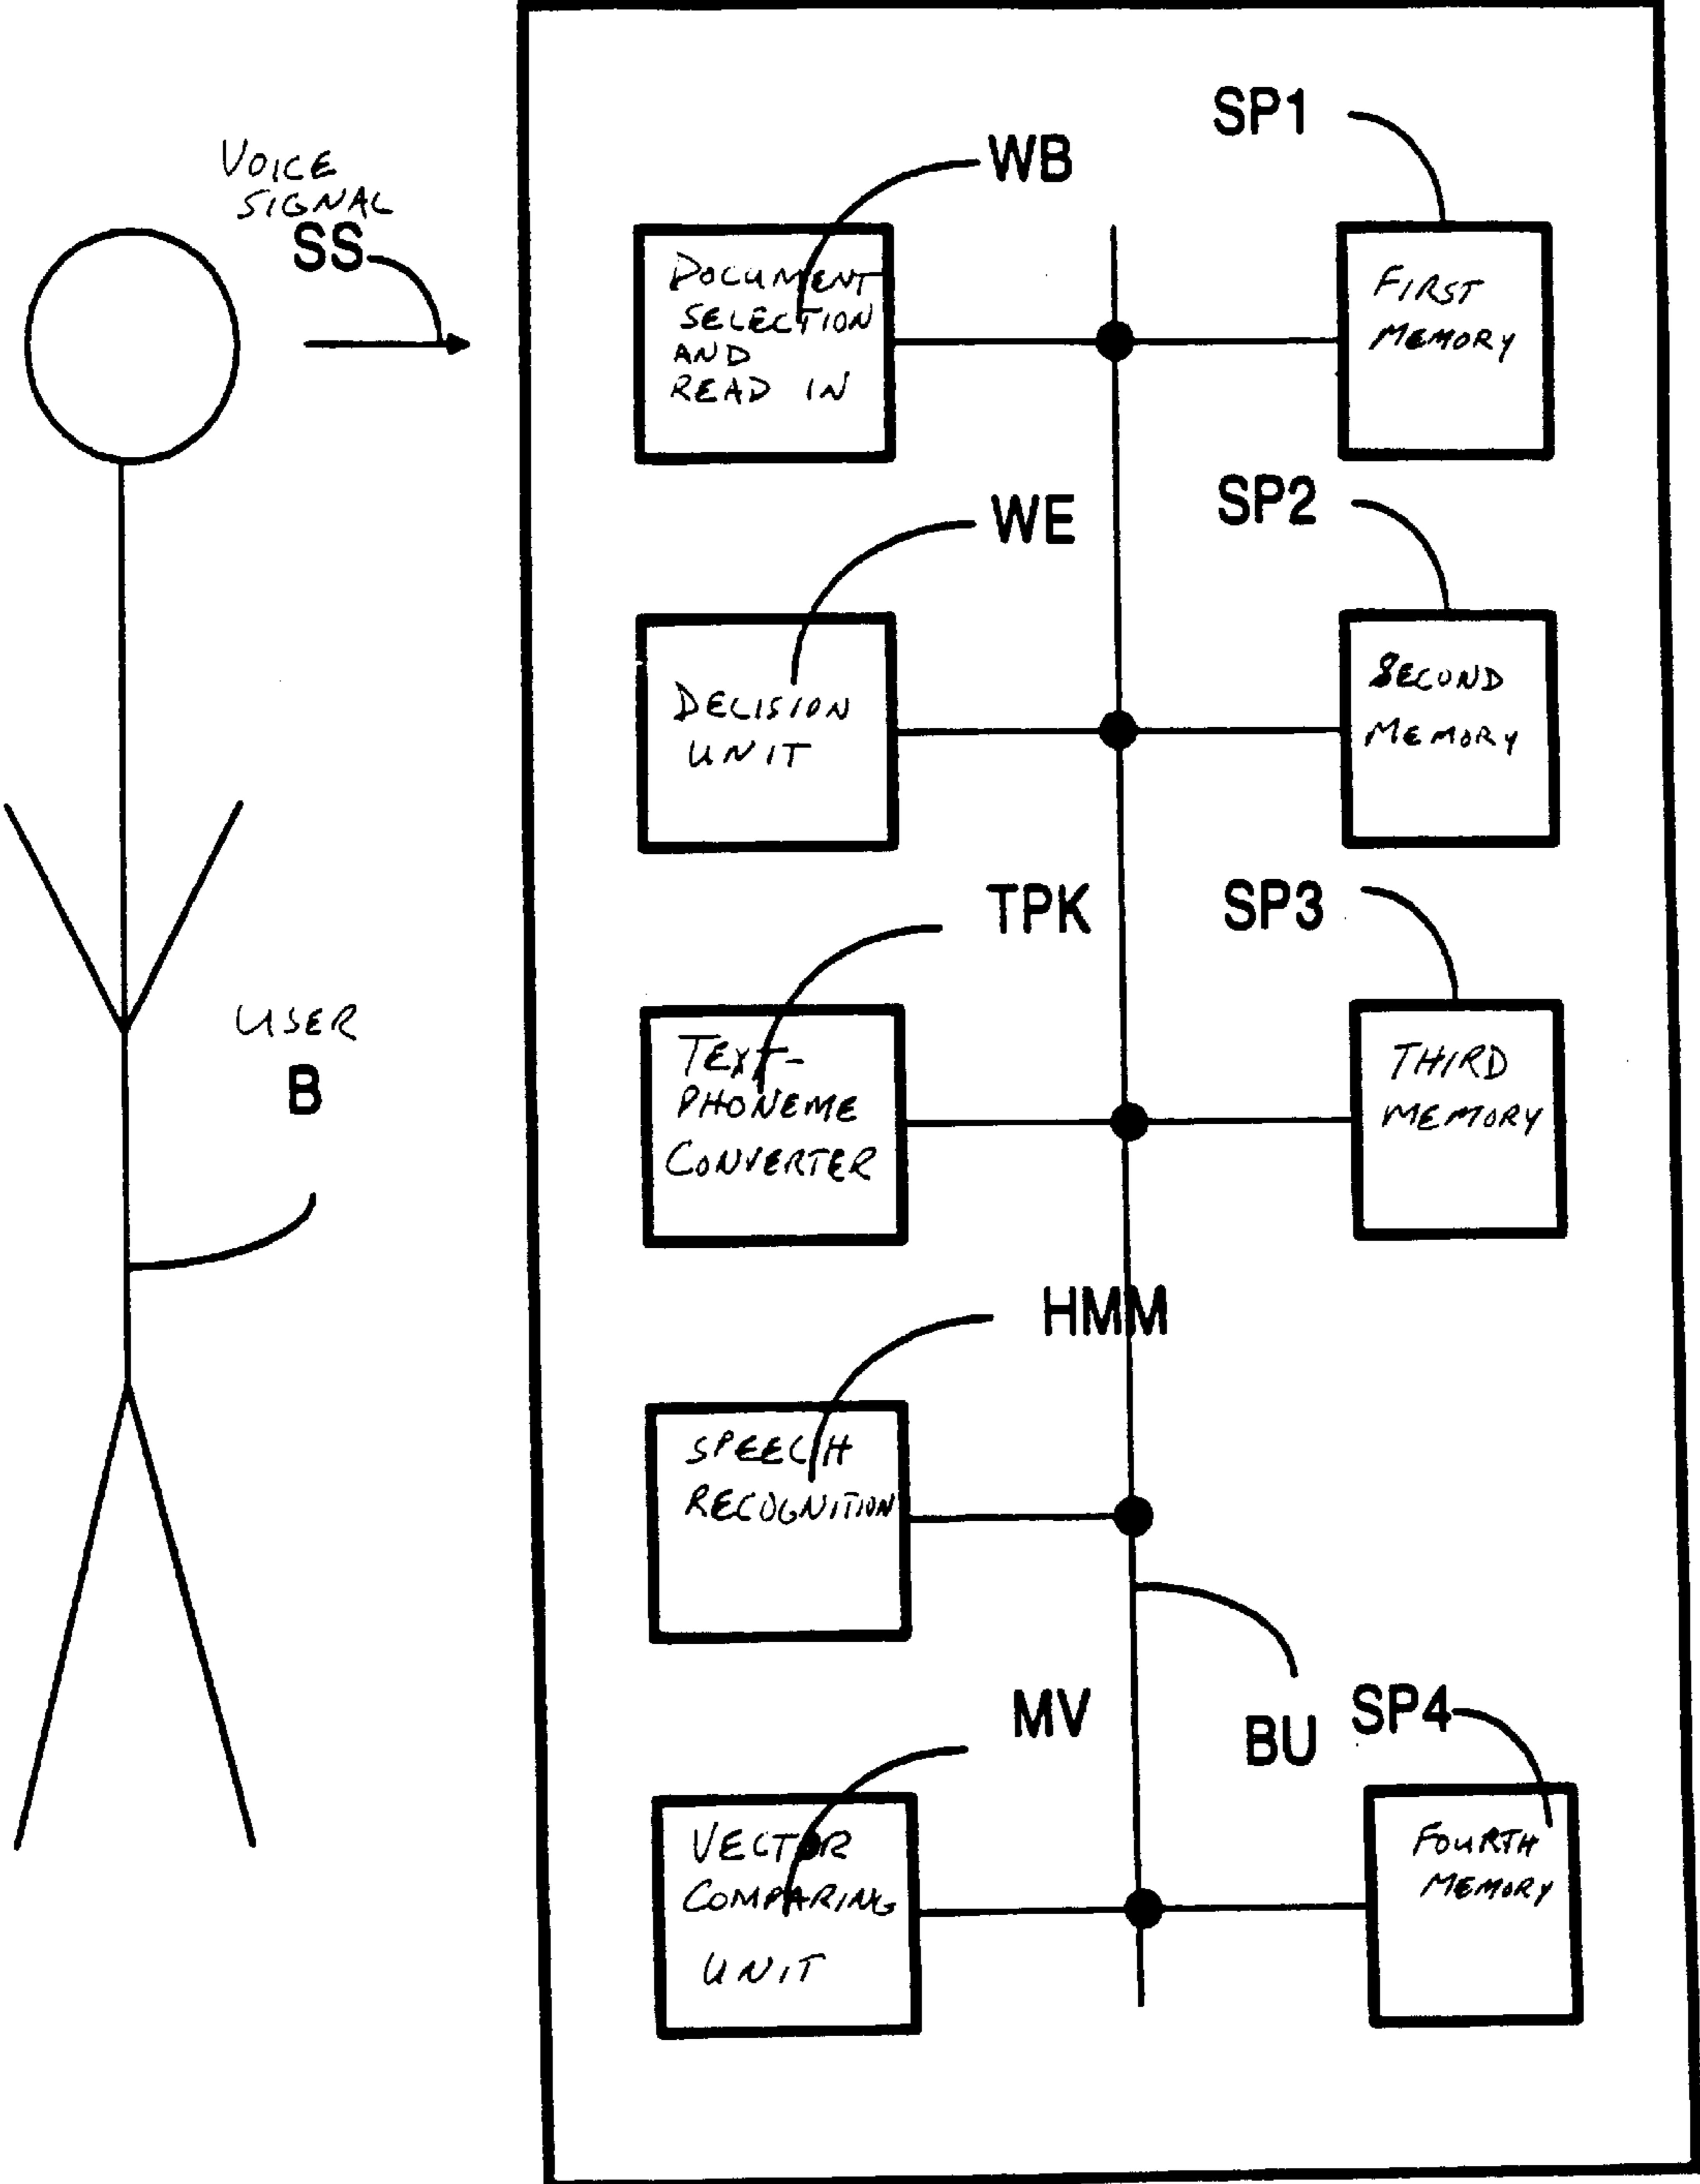 VOICE
SIGNAL
SS
USER
B
WB
DOCUMENT
SELECTION
AND
READ IN
SP1
FIRST
MEMORY
WE
DECISION
UNIT
SP2
SECOND
MEMORY
TPK
TEXT-
PHONEME
CONVERTER
SP3
THIRD
MEMORY
HMM
SPEECH
RECOGNITION
BU
MV
VECTOR
COMPARING
UNIT
SP4
FOURTH
MEMORY